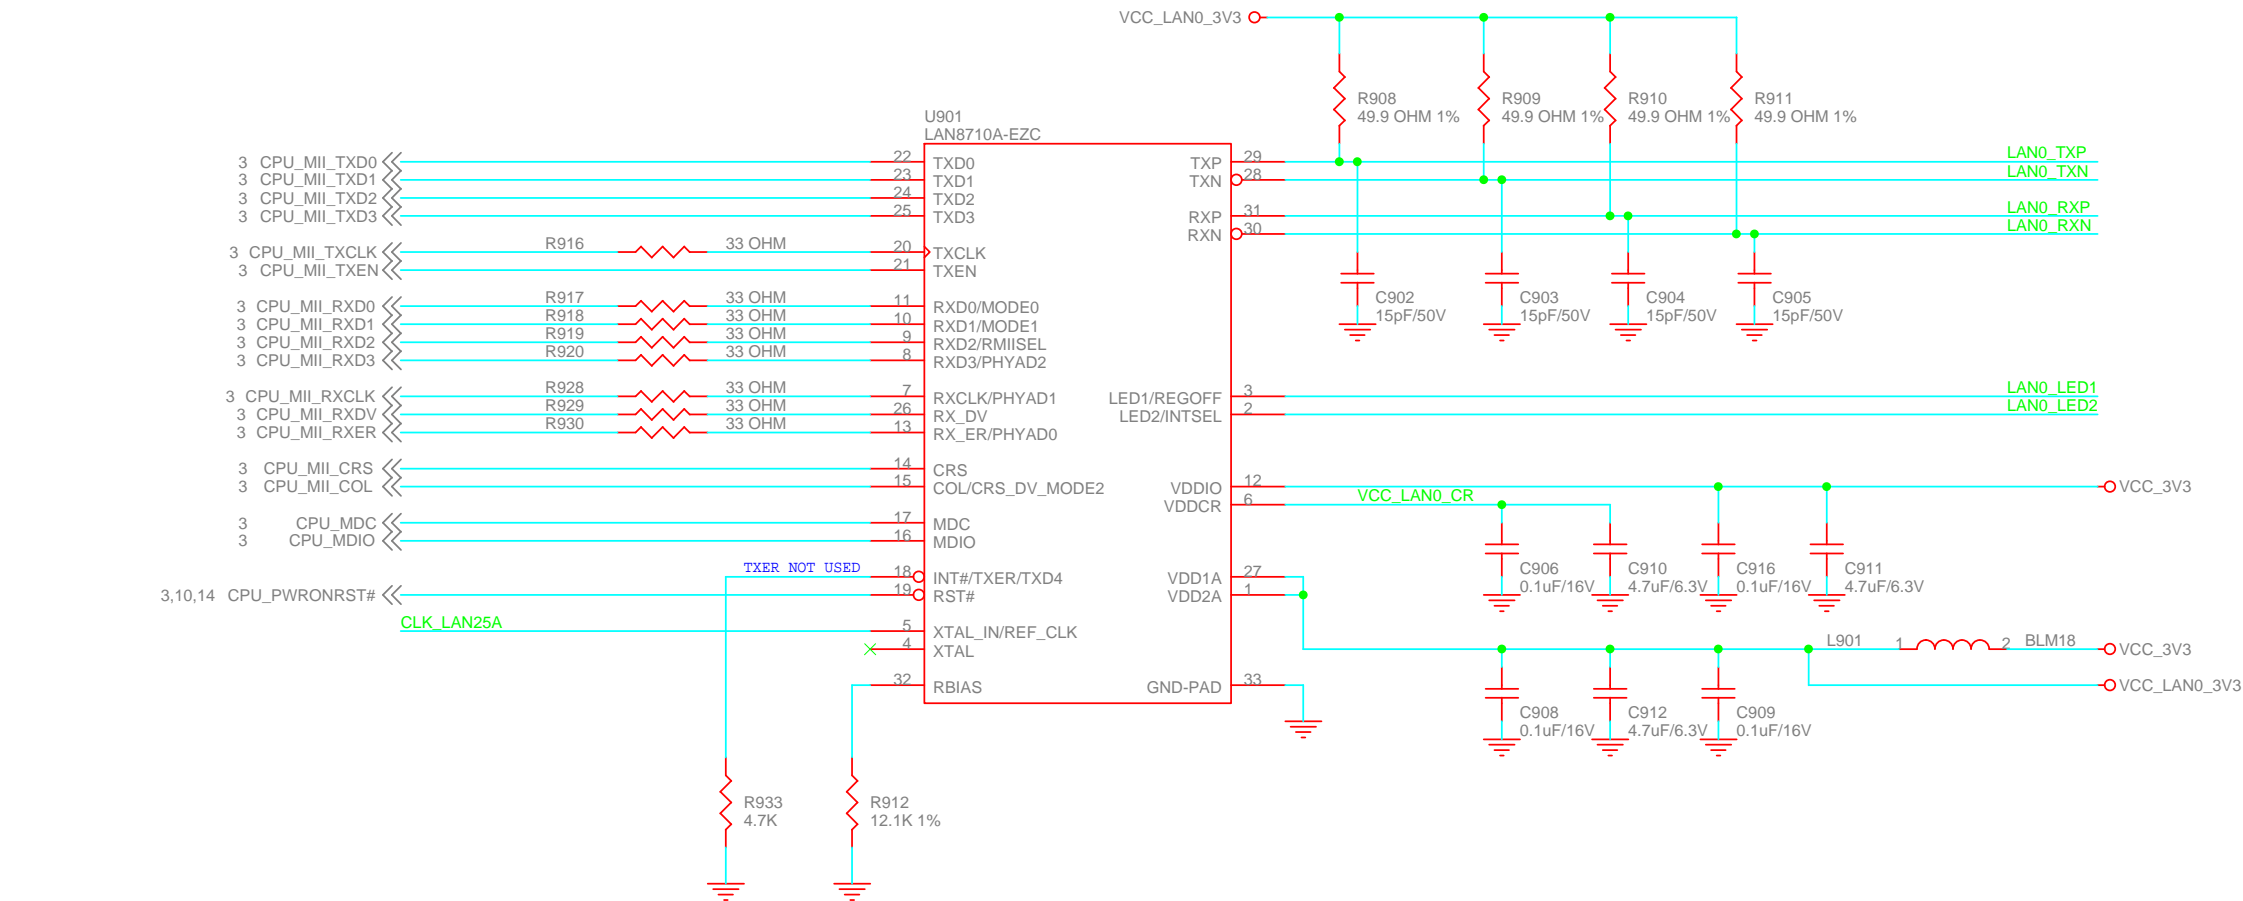 VCC_LAN0_3V3
R908
49.9 OHM 1%
R909
49.9 OHM 1%
R910
49.9 OHM 1%
R911
49.9 OHM 1%
U901
LAN8710A-EZC
3 CPU_MII_TXD0 22 TXD0 TXP 29 LAN0_TXP
3 CPU_MII_TXD1 23 TXD1 TXN 28 LAN0_TXN
3 CPU_MII_TXD2 24 TXD2
3 CPU_MII_TXD3 25 TXD3 RXP 31 LAN0_RXP
RXN 30 LAN0_RXN
3 CPU_MII_TXCLK R916 33 OHM 20 TXCLK
3 CPU_MII_TXEN 21 TXEN
C902
15pF/50V
C903
15pF/50V
C904
15pF/50V
C905
15pF/50V
3 CPU_MII_RXD0 R917 33 OHM 11 RXD0/MODE0
3 CPU_MII_RXD1 R918 33 OHM 10 RXD1/MODE1
3 CPU_MII_RXD2 R919 33 OHM 9 RXD2/RMIISEL
3 CPU_MII_RXD3 R920 33 OHM 8 RXD3/PHYAD2
3 CPU_MII_RXCLK R928 33 OHM 7 RXCLK/PHYAD1 LED1/REGOFF 3 LAN0_LED1
3 CPU_MII_RXDV R929 33 OHM 26 RX_DV LED2/INTSEL 2 LAN0_LED2
3 CPU_MII_RXER R930 33 OHM 13 RX_ER/PHYAD0
3 CPU_MII_CRS 14 CRS
3 CPU_MII_COL 15 COL/CRS_DV_MODE2 VDDIO 12 VCC_3V3
VDDCR 6 VCC_LAN0_CR
3 CPU_MDC 17 MDC
3 CPU_MDIO 16 MDIO
C906
0.1uF/16V
C910
4.7uF/6.3V
C916
0.1uF/16V
C911
4.7uF/6.3V
TXER NOT USED 18 INT#/TXER/TXD4 VDD1A 27
3,10,14 CPU_PWRONRST# 19 RST# VDD2A 1
CLK_LAN25A 5 XTAL_IN/REF_CLK
4 XTAL L901 1 2 BLM18 VCC_3V3
32 RBIAS GND-PAD 33 VCC_LAN0_3V3
C908
0.1uF/16V
C912
4.7uF/6.3V
C909
0.1uF/16V
R933
4.7K
R912
12.1K 1%